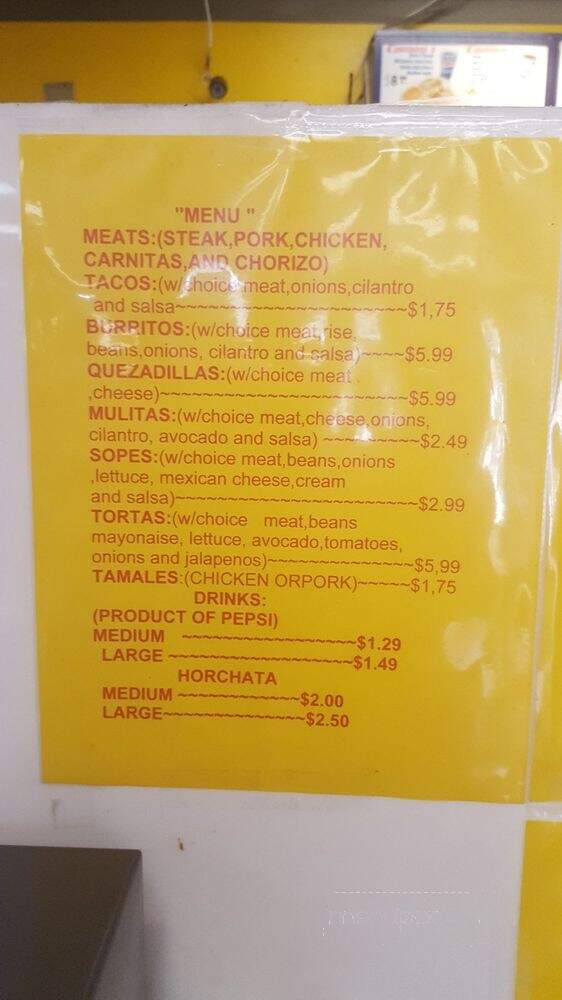 "MENU "
MEATS:(STEAK,PORK,CHICKEN,
CARNITAS,AND CHORIZO)
TACOS:(w/choice meat,onions,cilantro
and salsa~~~~~~~~~~~~~~~~~~~~~~$1,75
BURRITOS:(w/choice meat,rise,
beans,onions, cilantro and salsa)~~~~$5.99
QUEZADILLAS:(w/choice meat
,cheese)~~~~~~~~~~~~~~~~~~~~~~~~$5.99
MULITAS:(w/choice meat,cheese,onions,
cilantro, avocado and salsa) ~~~~~~~~~$2.49
SOPES:(w/choice meat,beans,onions
,lettuce, mexican cheese,cream
and salsa)~~~~~~~~~~~~~~~~~~~~~~~$2.99
TORTAS:(w/choice meat,beans
mayonaise, lettuce, avocado,tomatoes,
onions and jalapenos)~~~~~~~~~~~~~~$5,99
TAMALES:(CHICKEN ORPORK)~~~~~$1,75
DRINKS:
(PRODUCT OF PEPSI)
MEDIUM ~~~~~~~~~~~~~~~~~$1.29
LARGE ~~~~~~~~~~~~~~~~~~$1.49
HORCHATA
MEDIUM ~~~~~~~~~~~~$2.00
LARGE~~~~~~~~~~~~~~$2.50